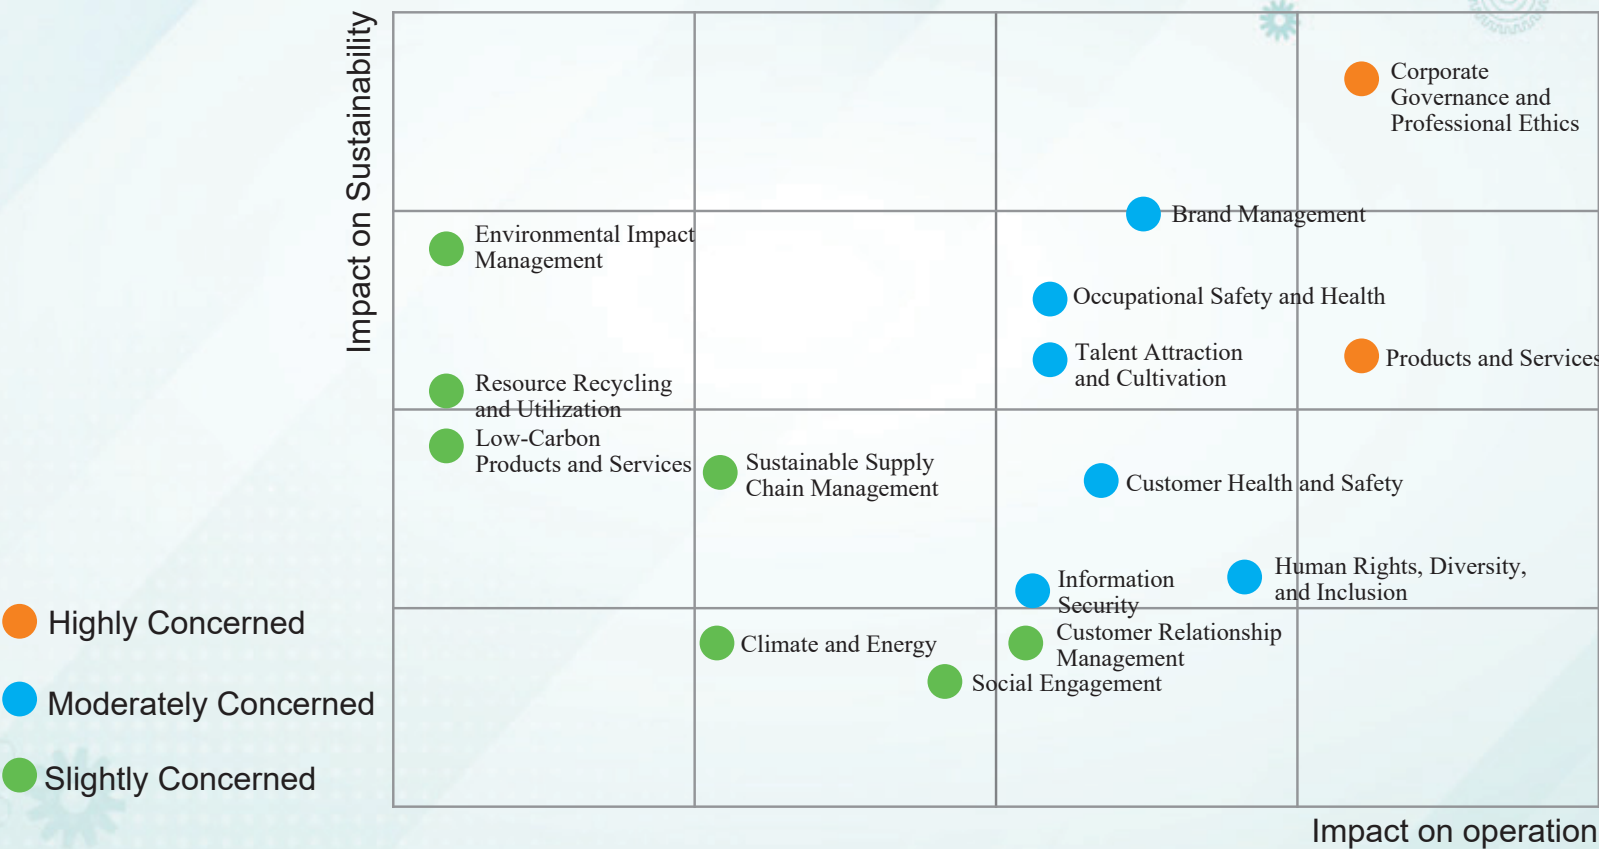 Impact on Sustainability
Corporate
Governance and
Professional Ethics
Brand Management
Environmental Impact
Management
Occupational Safety and Health
Talent Attraction
and Cultivation
Products and Services
Resource Recycling
and Utilization
Low-Carbon
Products and Services
Sustainable Supply
Chain Management
Customer Health and Safety
Human Rights, Diversity,
and Inclusion
Information
Security
Customer Relationship
Management
Climate and Energy
Social Engagement
Highly Concerned
Moderately Concerned
Slightly Concerned
Impact on operation